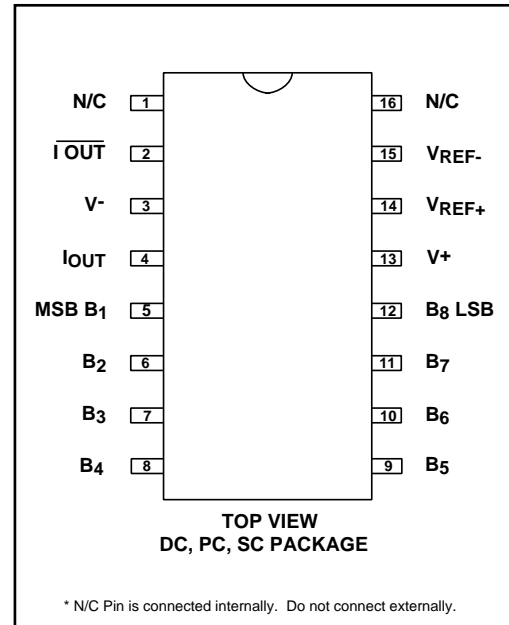 N/C 1 16 N/C
I OUT 2 15 VREF-
V- 3 14 VREF+
IOUT 4 13 V+
MSB B1 5 12 B8 LSB
B2 6 11 B7
B3 7 10 B6
B4 8 9 B5
TOP VIEW
DC, PC, SC PACKAGE
* N/C Pin is connected internally. Do not connect externally.